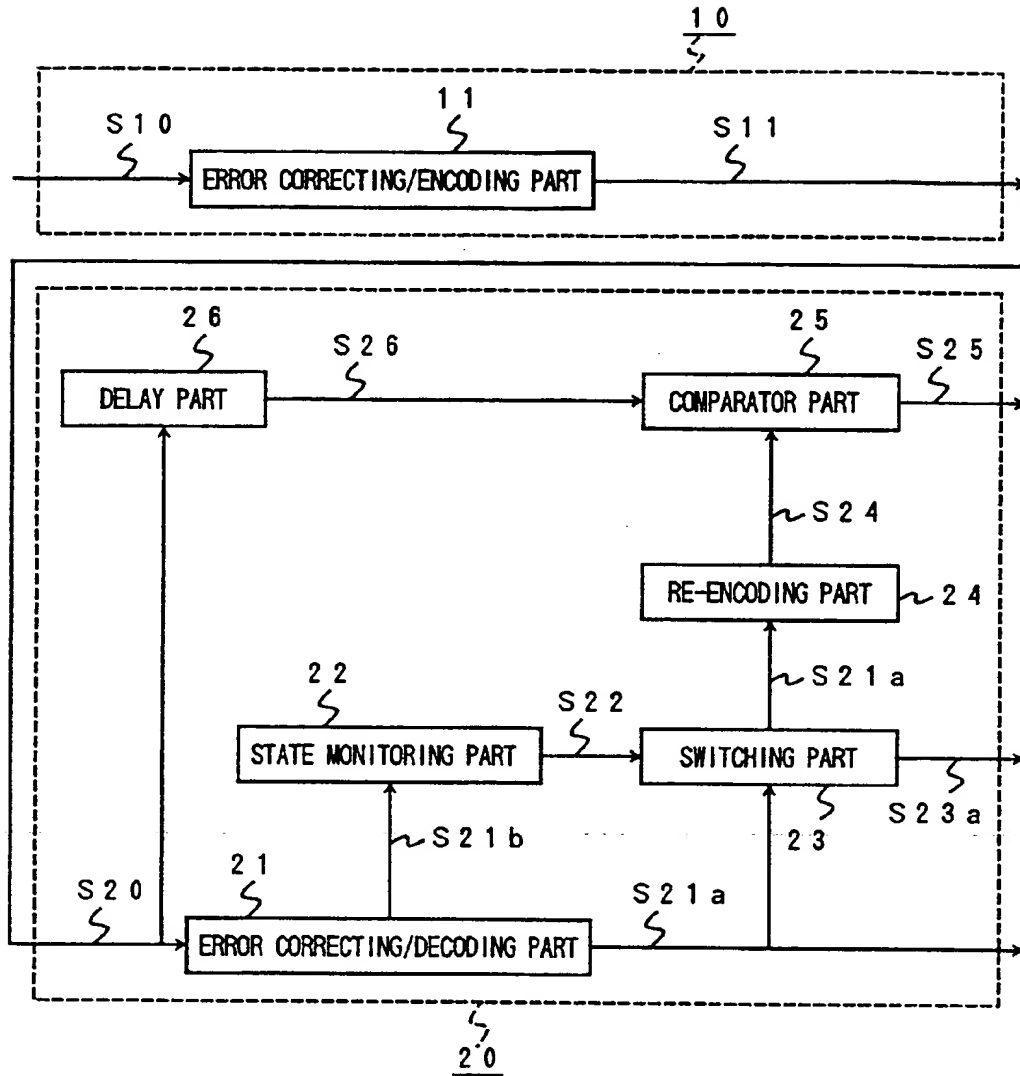 10
11
S10
S11
ERROR CORRECTING/ENCODING PART
26
S26
25
S25
DELAY PART
COMPARATOR PART
S24
RE-ENCODING PART
24
S21a
22
S22
STATE MONITORING PART
SWITCHING PART
S23a
S21b
23
21
S20
S21a
ERROR CORRECTING/DECODING PART
20